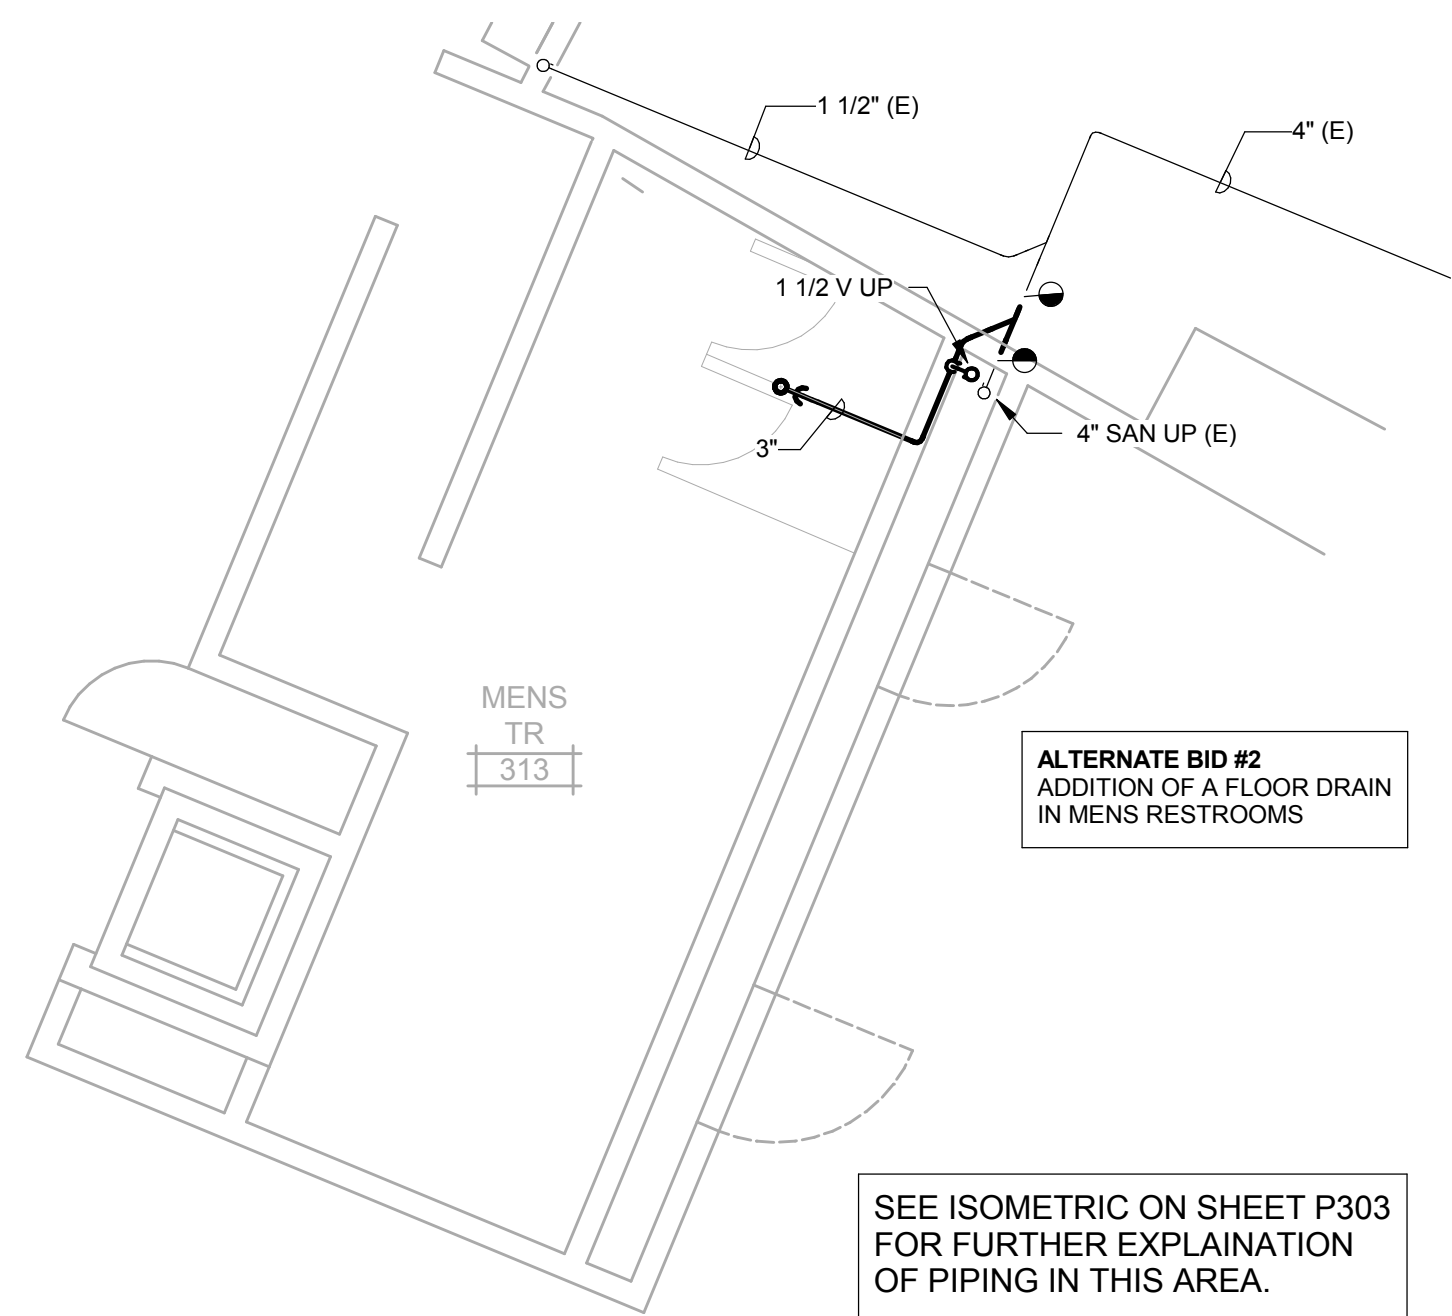 1 1/2" (E)
4" (E)
1 1/2 V UP
4" SAN UP (E)
3"
MENS
TR
313
ALTERNATE BID #2
ADDITION OF A FLOOR DRAIN
IN MENS RESTROOMS
SEE ISOMETRIC ON SHEET P303
FOR FURTHER EXPLAINATION
OF PIPING IN THIS AREA.